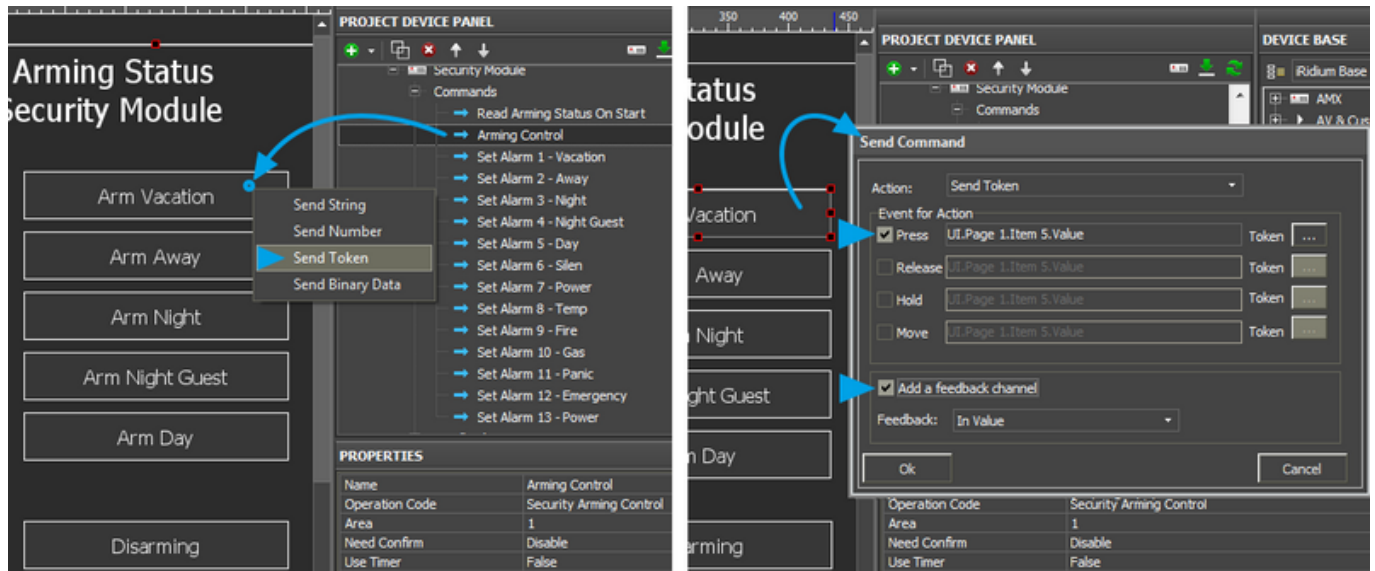 PROJECT DEVICE PANEL
Arming Status
Security Module
Security Module
Commands
Read Arming Status On Start
Arming Control
Set Alarm 1 - Vacation
Set Alarm 2 - Away
Set Alarm 3 - Night
Set Alarm 4 - Night Guest
Set Alarm 5 - Day
Set Alarm 6 - Silen
Set Alarm 7 - Power
Set Alarm 8 - Temp
Set Alarm 9 - Fire
Set Alarm 10 - Gas
Set Alarm 11 - Panic
Set Alarm 12 - Emergency
Set Alarm 13 - Power
Arm Vacation
Arm Away
Arm Night
Arm Night Guest
Arm Day
Disarming
Send String
Send Number
Send Token
Send Binary Data
PROPERTIES
Name Arming Control
Operation Code Security Arming Control
Area 1
Need Confirm Disable
Use Timer False
350 400 450
PROJECT DEVICE PANEL
DEVICE BASE
iRidium Base
AMX
AV & Cus
Security Module
Commands
tatus
odule
Vacation
Away
Night
ght Guest
n Day
rming
Send Command
Action: Send Token
Event for Action
Press UI.Page 1.Item 5.Value Token ...
Release UI.Page 1.Item 5.Value Token ...
Hold UI.Page 1.Item 5.Value Token ...
Move UI.Page 1.Item 5.Value Token ...
Add a feedback channel
Feedback: In Value
Ok Cancel
Operation Code Security Arming Control
Area 1
Need Confirm Disable
Use Timer False